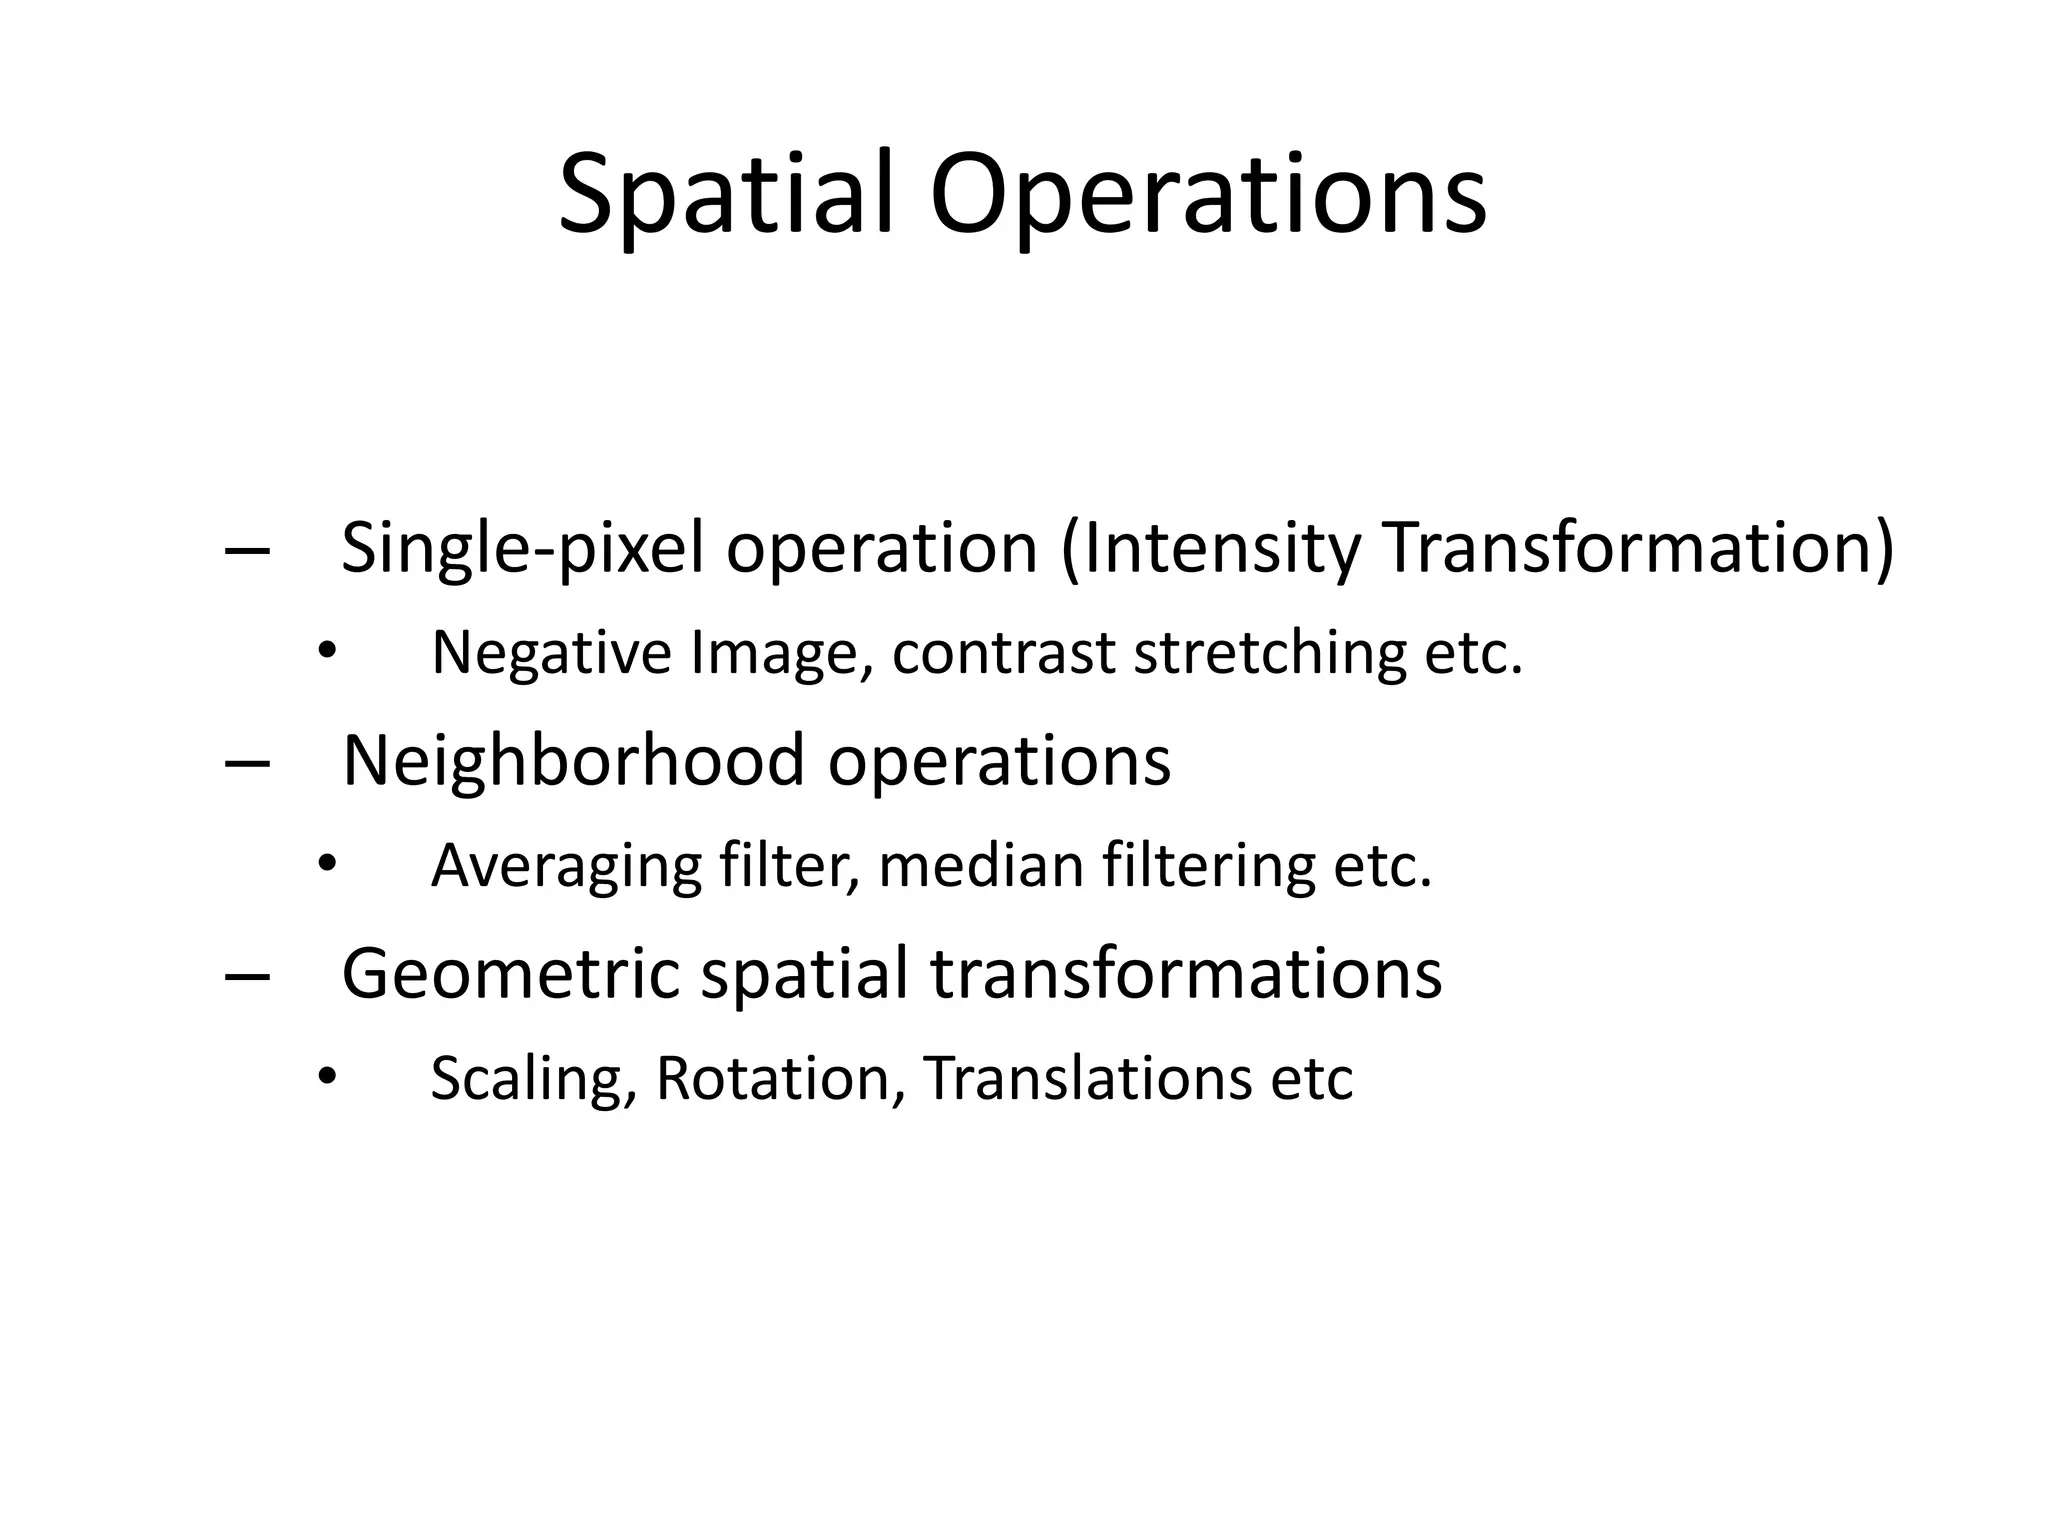 Spatial Operations
– Single-pixel operation (Intensity Transformation)
• Negative Image, contrast stretching etc.
– Neighborhood operations
• Averaging filter, median filtering etc.
– Geometric spatial transformations
• Scaling, Rotation, Translations etc